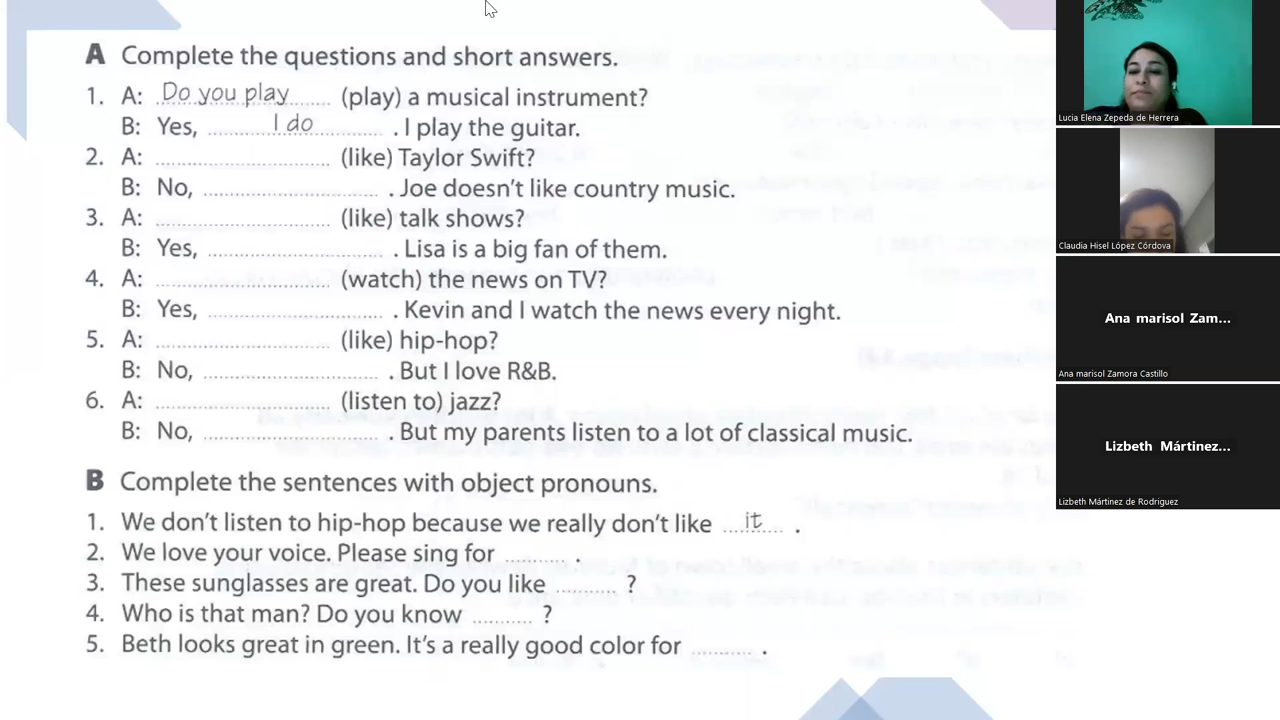 A Complete the questions and short answers.
1. A: Do you play (play) a musical instrument?
B: Yes, I do . I play the guitar.
2. A: (like) Taylor Swift?
B: No, . Joe doesn't like country music.
3. A: (like) talk shows?
B: Yes, . Lisa is a big fan of them.
4. A: (watch) the news on TV?
B: Yes, . Kevin and I watch the news every night.
5. A: (like) hip-hop?
B: No, . But I love R&B.
6. A: (listen to) jazz?
B: No, . But my parents listen to a lot of classical music.
B Complete the sentences with object pronouns.
1. We don't listen to hip-hop because we really don't like it .
2. We love your voice. Please sing for .
3. These sunglasses are great. Do you like ?
4. Who is that man? Do you know ?
5. Beth looks great in green. It's a really good color for .
Lucia Elena Zepeda de Herrera
Claudia Hisel López Córdova
Ana marisol Zam...
Ana marisol Zamora Castillo
Lizbeth Mártinez...
Lizbeth Mártinez de Rodriguez